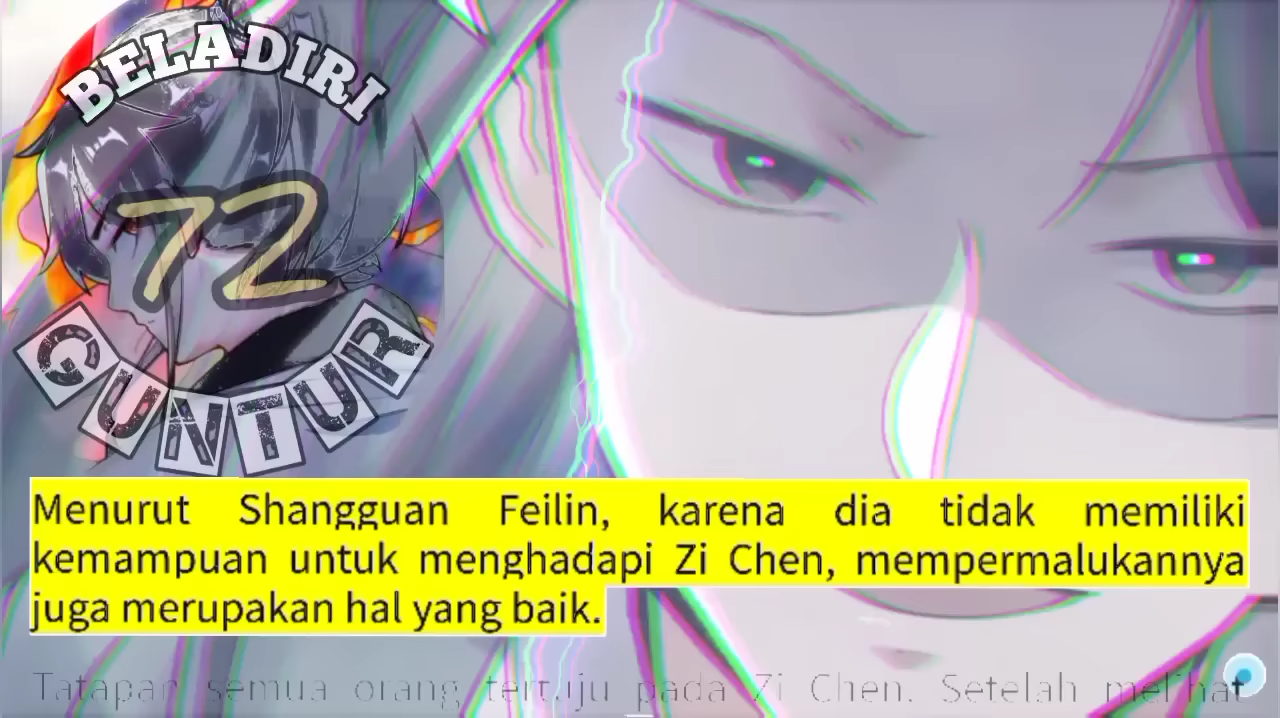 BELADIRI
72
GUNTUR
Menurut Shangguan Feilin, karena dia tidak memiliki
kemampuan untuk menghadapi Zi Chen, mempermalukannya
juga merupakan hal yang baik.
Tatapan semua orang tertuju pada Zi Chen. Setelah melihat